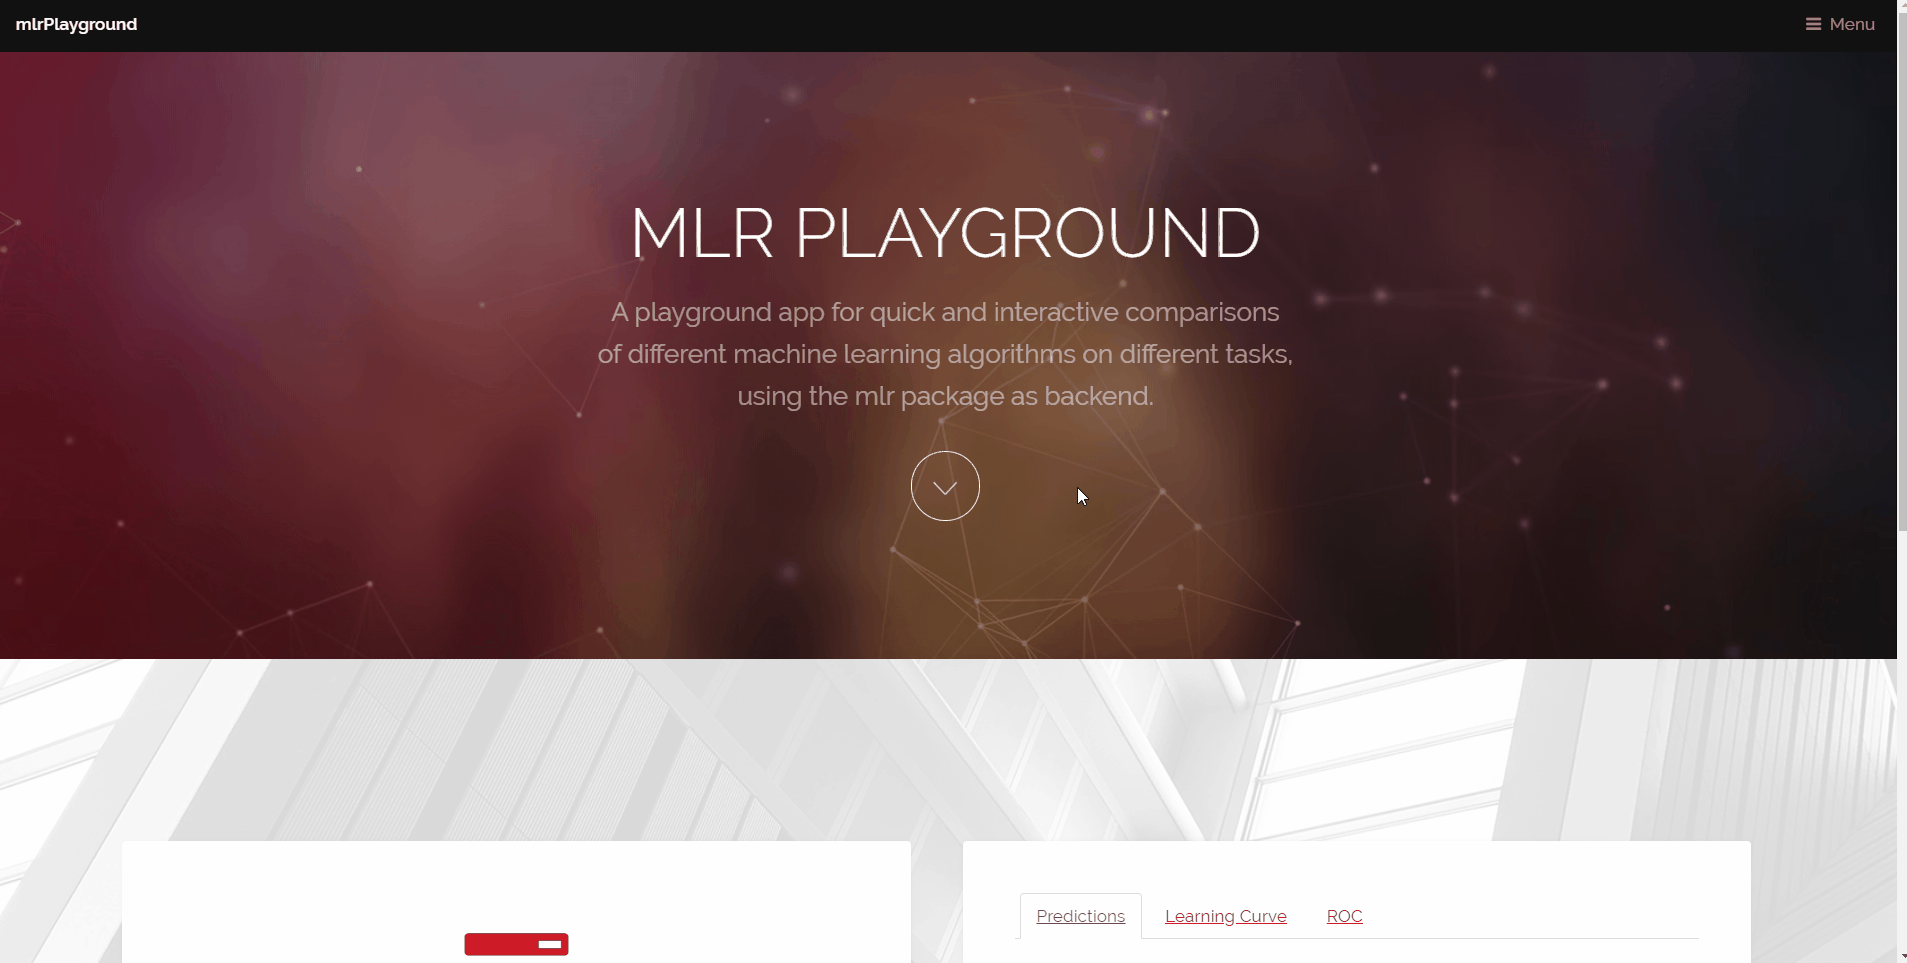 mlrPlayground
Menu
MLR PLAYGROUND
A playground app for quick and interactive comparisons
of different machine learning algorithms on different tasks,
using the mlr package as backend.
Predictions
Learning Curve
ROC